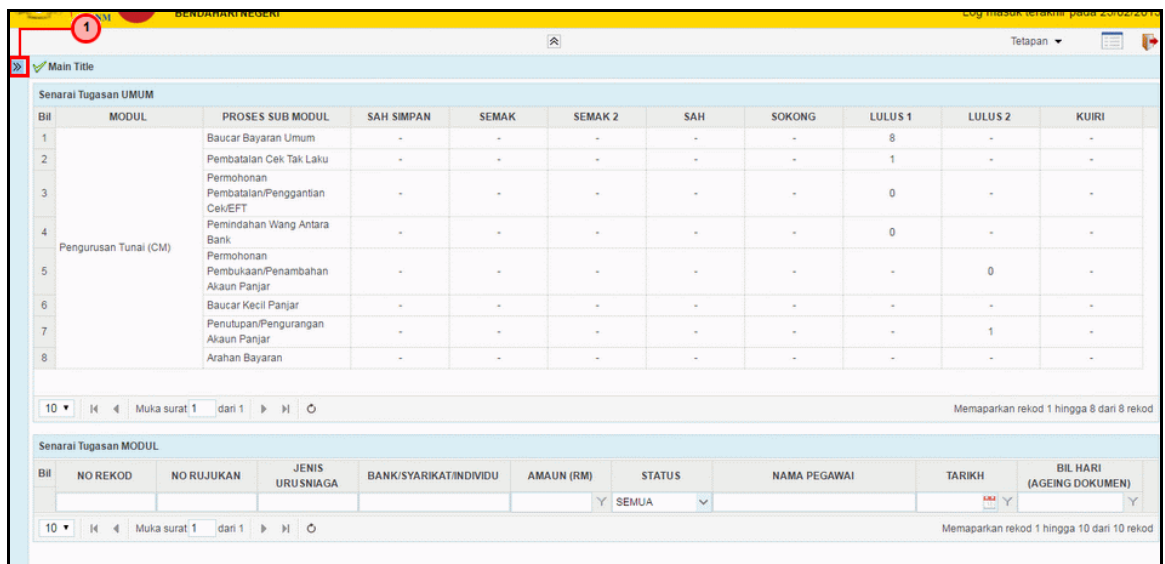 NM BENDAHARI NEGERI Log masuk terakhir pada 23/02/2015
1
Tetapan
Main Title
Senarai Tugasan UMUM
Bil MODUL PROSES SUB MODUL SAH SIMPAN SEMAK SEMAK 2 SAH SOKONG LULUS 1 LULUS 2 KUIRI
1 Baucar Bayaran Umum - - - - - 8 - -
2 Pembatalan Cek Tak Laku - - - - - 1 - -
Permohonan
3 Pembatalan/Penggantian - - - - - 0 - -
Cek/EFT
4 Pemindahan Wang Antara - - - - - 0 - -
Bank
Pengurusan Tunai (CM)
Permohonan
5 Pembukaan/Penambahan - - - - - - 0 -
Akaun Panjar
6 Baucar Kecil Panjar - - - - - - - -
7 Penutupan/Pengurangan - - - - - - 1 -
Akaun Panjar
8 Arahan Bayaran - - - - - - - -
10 Muka surat 1 dari 1 Memaparkan rekod 1 hingga 8 dari 8 rekod
Senarai Tugasan MODUL
Bil NO REKOD NO RUJUKAN JENIS URUSNIAGA BANK/SYARIKAT/INDIVIDU AMAUN (RM) STATUS NAMA PEGAWAI TARIKH BIL HARI (AGEING DOKUMEN)
SEMUA
10 Muka surat 1 dari 1 Memaparkan rekod 1 hingga 10 dari 10 rekod